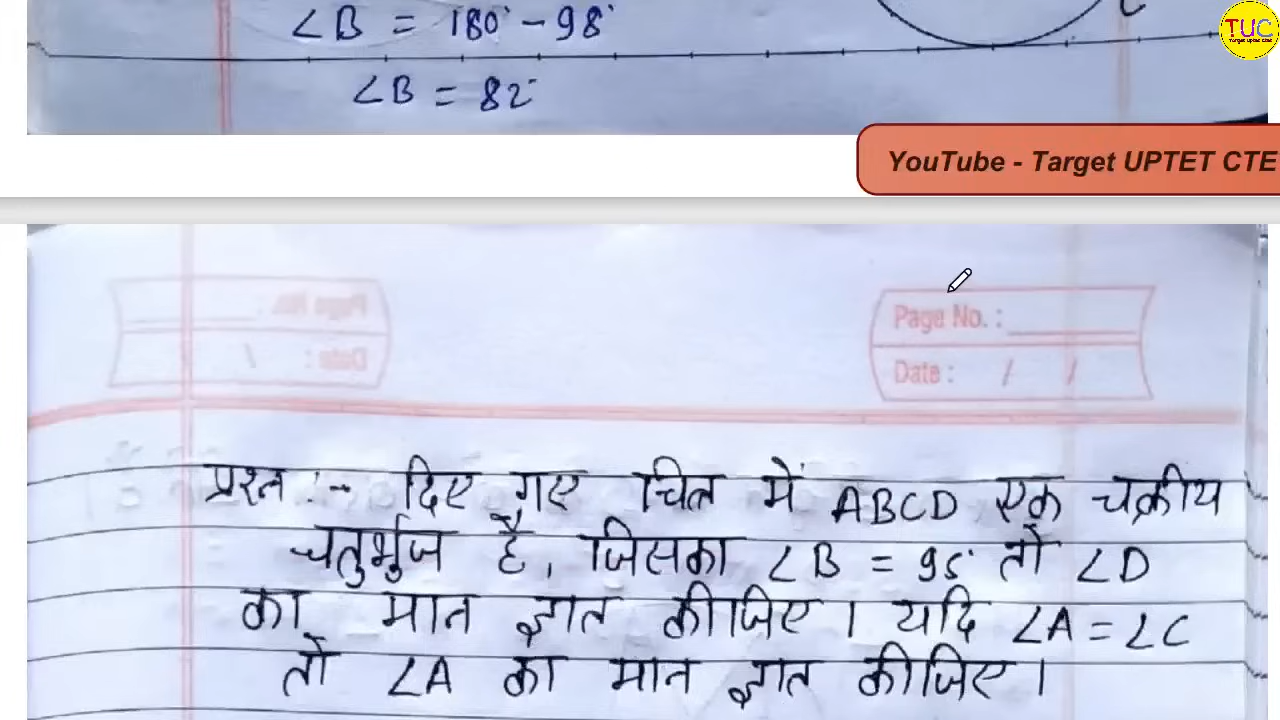 ∠B = 180° - 98°
∠B = 82°
TUC
YouTube - Target UPTET CTE
Page No. :
Date : / /
प्रश्न :- दिए गए चित्र में ABCD एक चक्रीय
चतुर्भुज है, जिसका ∠B = 95° तो ∠D
का मान ज्ञात कीजिए । यदि ∠A = ∠C
तो ∠A का मान ज्ञात कीजिए ।